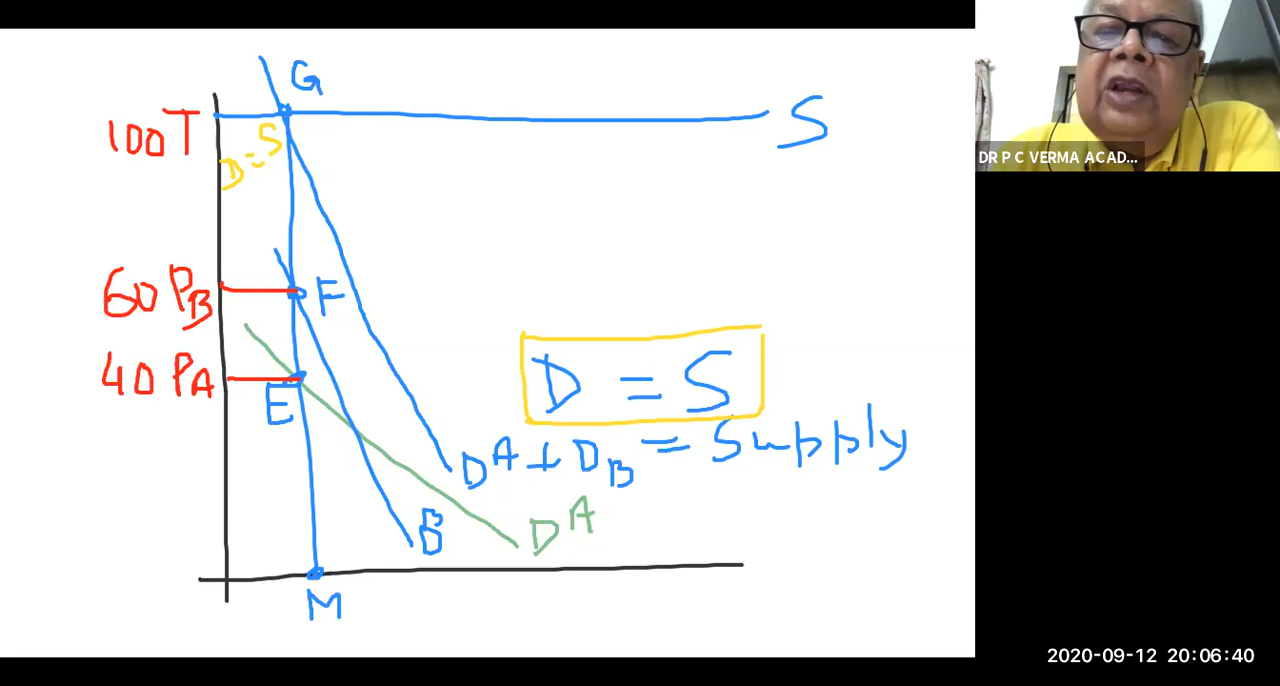 G
100T
S
D = S
60 PB
F
40 PA
E
D = S
DA + DB = Supply
DA
B
M
DR P C VERMA ACAD...
2020-09-12 20:06:40